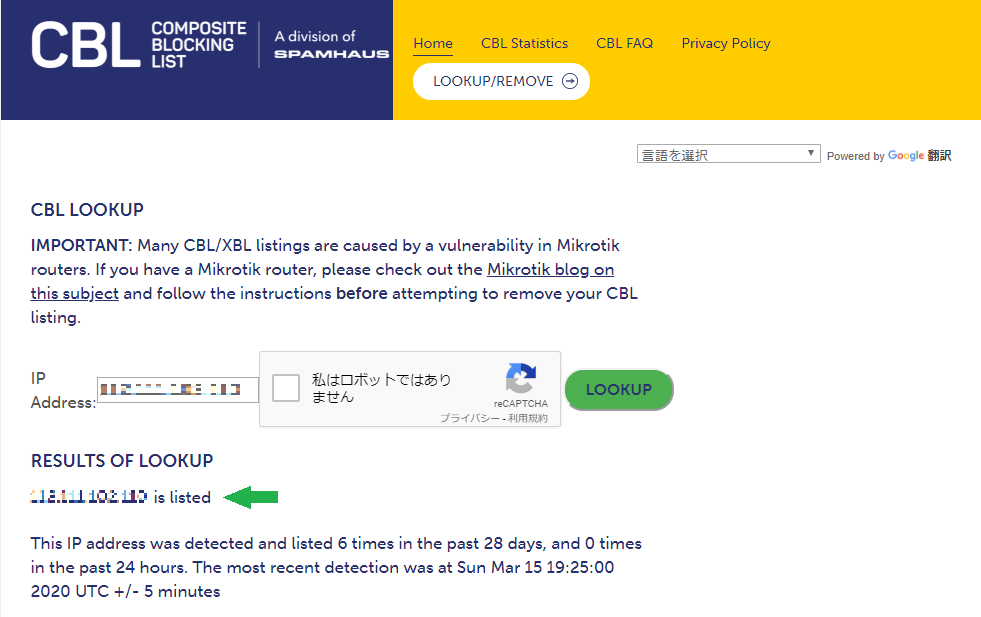 CBL
COMPOSITE
BLOCKING
LIST
A division of
SPAMHAUS
Home CBL Statistics CBL FAQ Privacy Policy
LOOKUP/REMOVE
言語を選択
Powered by Google 翻訳
CBL LOOKUP
IMPORTANT: Many CBL/XBL listings are caused by a vulnerability in Mikrotik
routers. If you have a Mikrotik router, please check out the Mikrotik blog on
this subject and follow the instructions before attempting to remove your CBL
listing.
IP
Address:
私はロボットではあり
ません
reCAPTCHA
プライバシー - 利用規約
LOOKUP
RESULTS OF LOOKUP
is listed
This IP address was detected and listed 6 times in the past 28 days, and 0 times
in the past 24 hours. The most recent detection was at Sun Mar 15 19:25:00
2020 UTC +/- 5 minutes